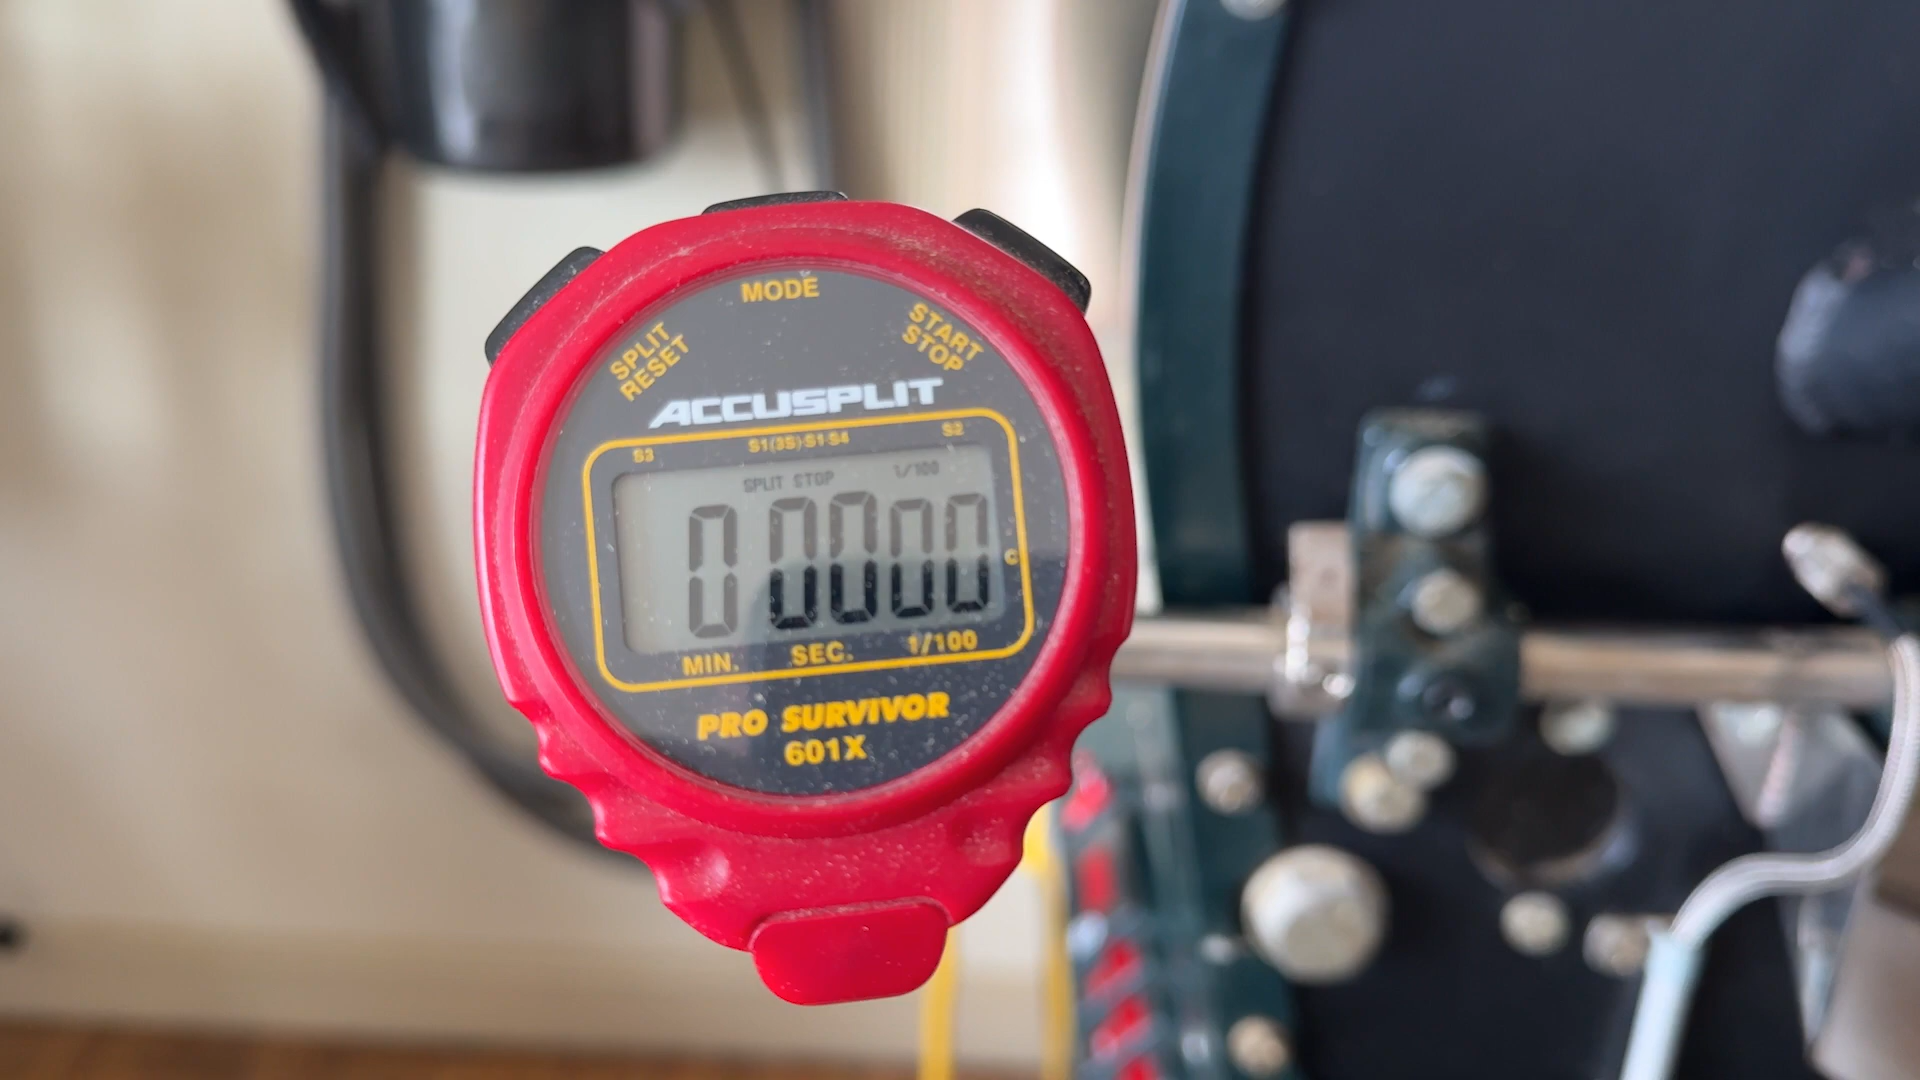 MODE
SPLIT
RESET
START
STOP
ACCUSPLIT
S3 S1(3S)-S1-S4 S2
SPLIT STOP 1/100
0 0000
C
MIN. SEC. 1/100
PRO SURVIVOR
601X